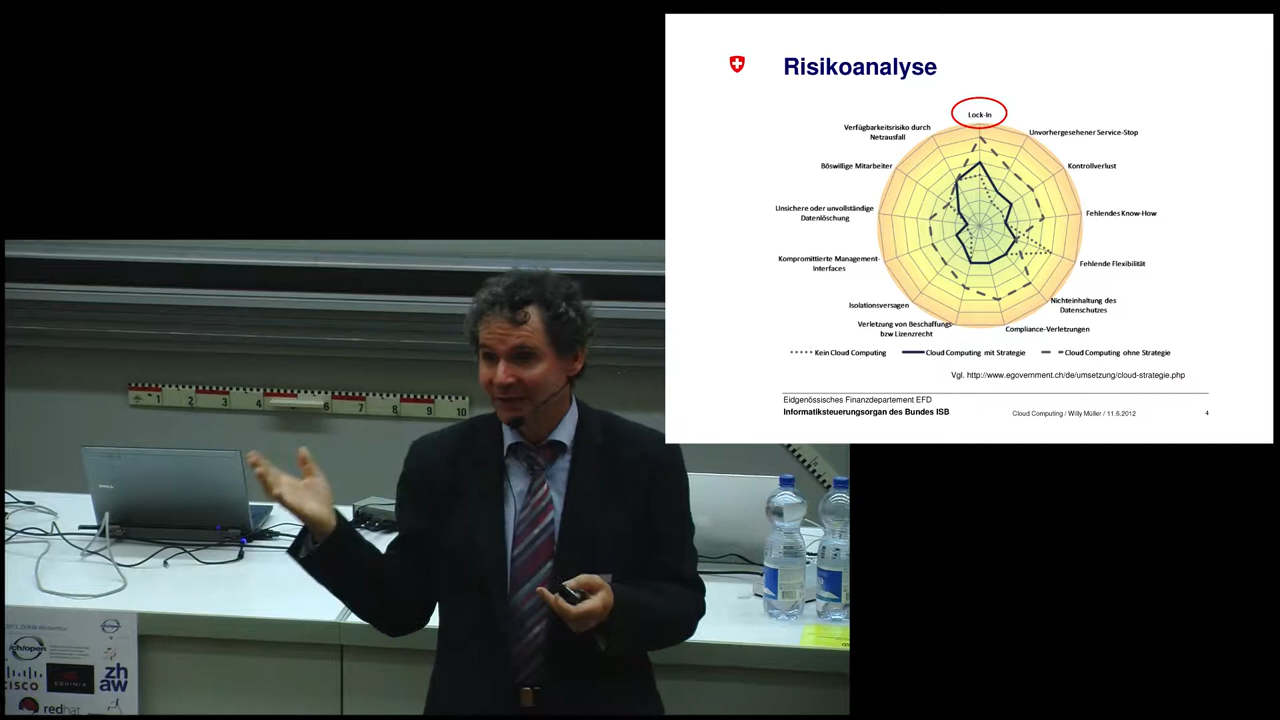 Risikoanalyse
Lock-In
Verfügbarkeitsrisiko durch
Netzausfall
Unvorhergesehener Service-Stop
Böswillige Mitarbeiter
Kontrollverlust
Unsichere oder unvollständige
Datenlöschung
Fehlendes Know-How
Kompromittierte Management-
Interfaces
Fehlende Flexibilität
Isolationsversagen
Nichteinhaltung des
Datenschutzes
Verletzung von Beschaffungs-
bzw Lizenzrecht
Compliance-Verletzungen
Kein Cloud Computing
Cloud Computing mit Strategie
Cloud Computing ohne Strategie
Vgl. http://www.egovernment.ch/de/umsetzung/cloud-strategie.php
Eidgenössisches Finanzdepartement EFD
Informatiksteuerungsorgan des Bundes ISB
Cloud Computing / Willy Müller / 11.6.2012
4
1 2 3 4 6 7 8 9 10
DELL
/ch/open
CISCO
EQUINIX
zh
aw
redhat